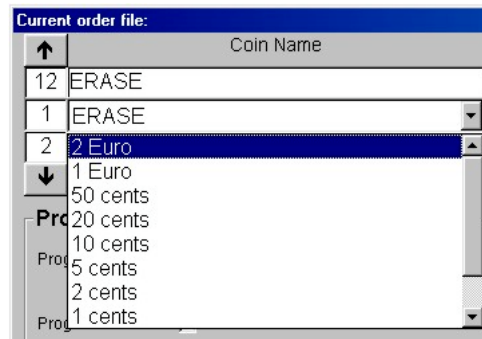 Current order file:
Coin Name
12 ERASE
1 ERASE
2 2 Euro
1 Euro
50 cents
20 cents
10 cents
5 cents
2 cents
1 cents